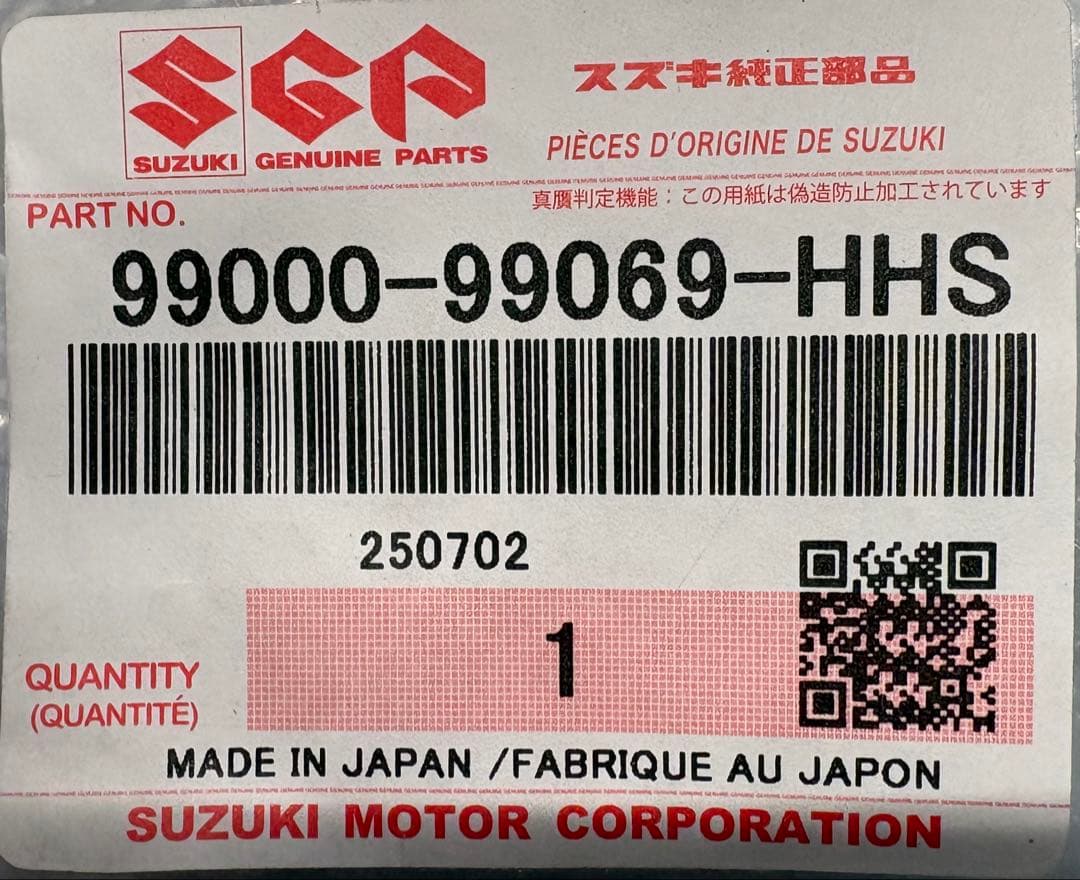 SGP
スズキ純正部品
SUZUKI GENUINE PARTS
PIÈCES D'ORIGINE DE SUZUKI
真贋判定機能：この用紙は偽造防止加工されています
PART NO.
99000-99069-HHS
250702
1
QUANTITY
(QUANTITÉ)
MADE IN JAPAN /FABRIQUE AU JAPON
SUZUKI MOTOR CORPORATION